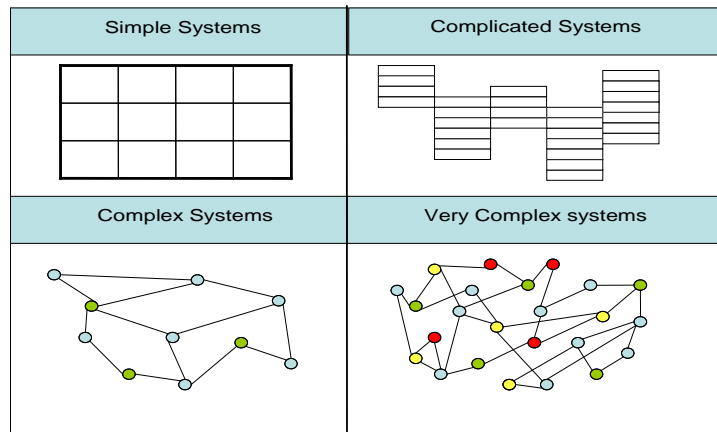 Simple Systems
Complicated Systems
Complex Systems
Very Complex systems